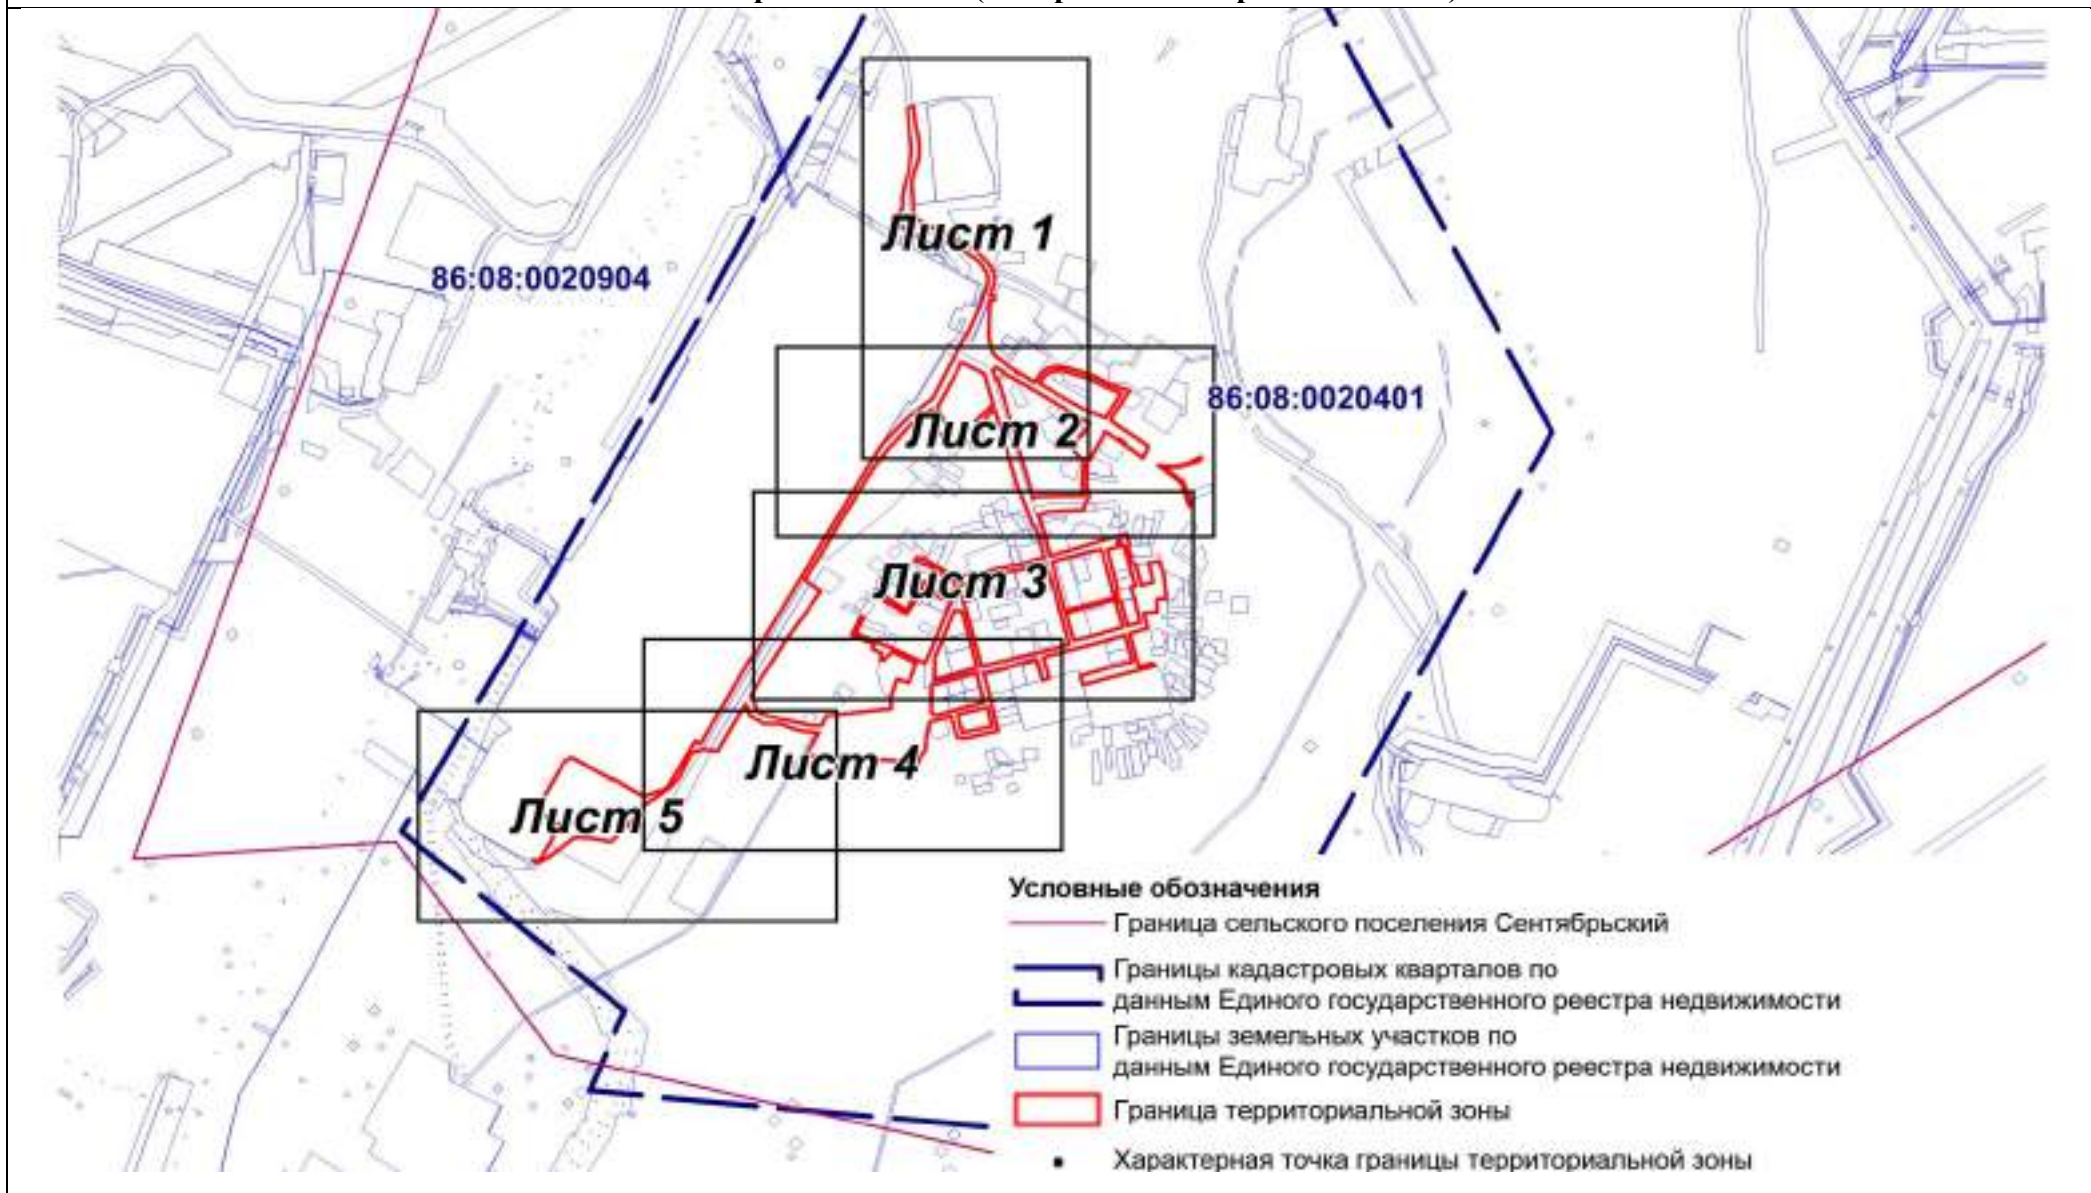 Лист 1
86:08:0020904
86:08:0020401
Лист 2
Лист 3
Лист 4
Лист 5
Условные обозначения
Граница сельского поселения Сентябрьский
Границы кадастровых кварталов по
данным Единого государственного реестра недвижимости
Границы земельных участков по
данным Единого государственного реестра недвижимости
Граница территориальной зоны
Характерная точка границы территориальной зоны